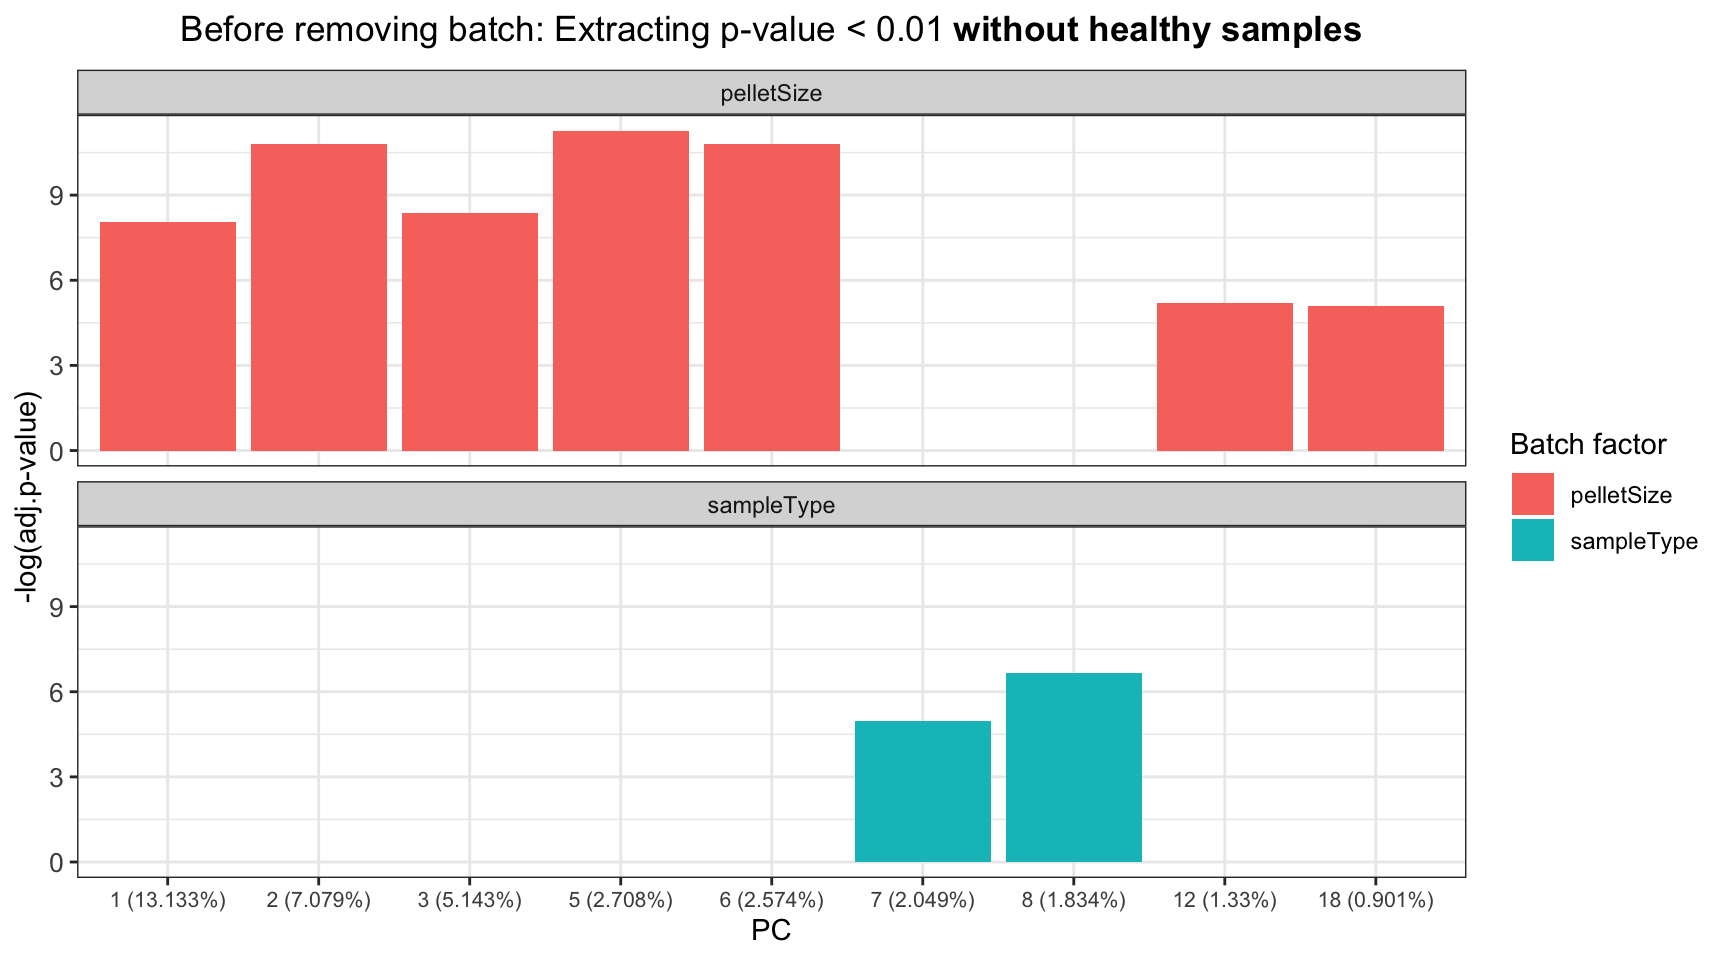 Before removing batch: Extracting p-value < 0.01 without healthy samples
pelletSize
9
6
3
0
sampleType
9
6
3
0
-log(adj.p-value)
1 (13.133%) 2 (7.079%) 3 (5.143%) 5 (2.708%) 6 (2.574%) 7 (2.049%) 8 (1.834%) 12 (1.33%) 18 (0.901%)
PC
Batch factor
pelletSize
sampleType